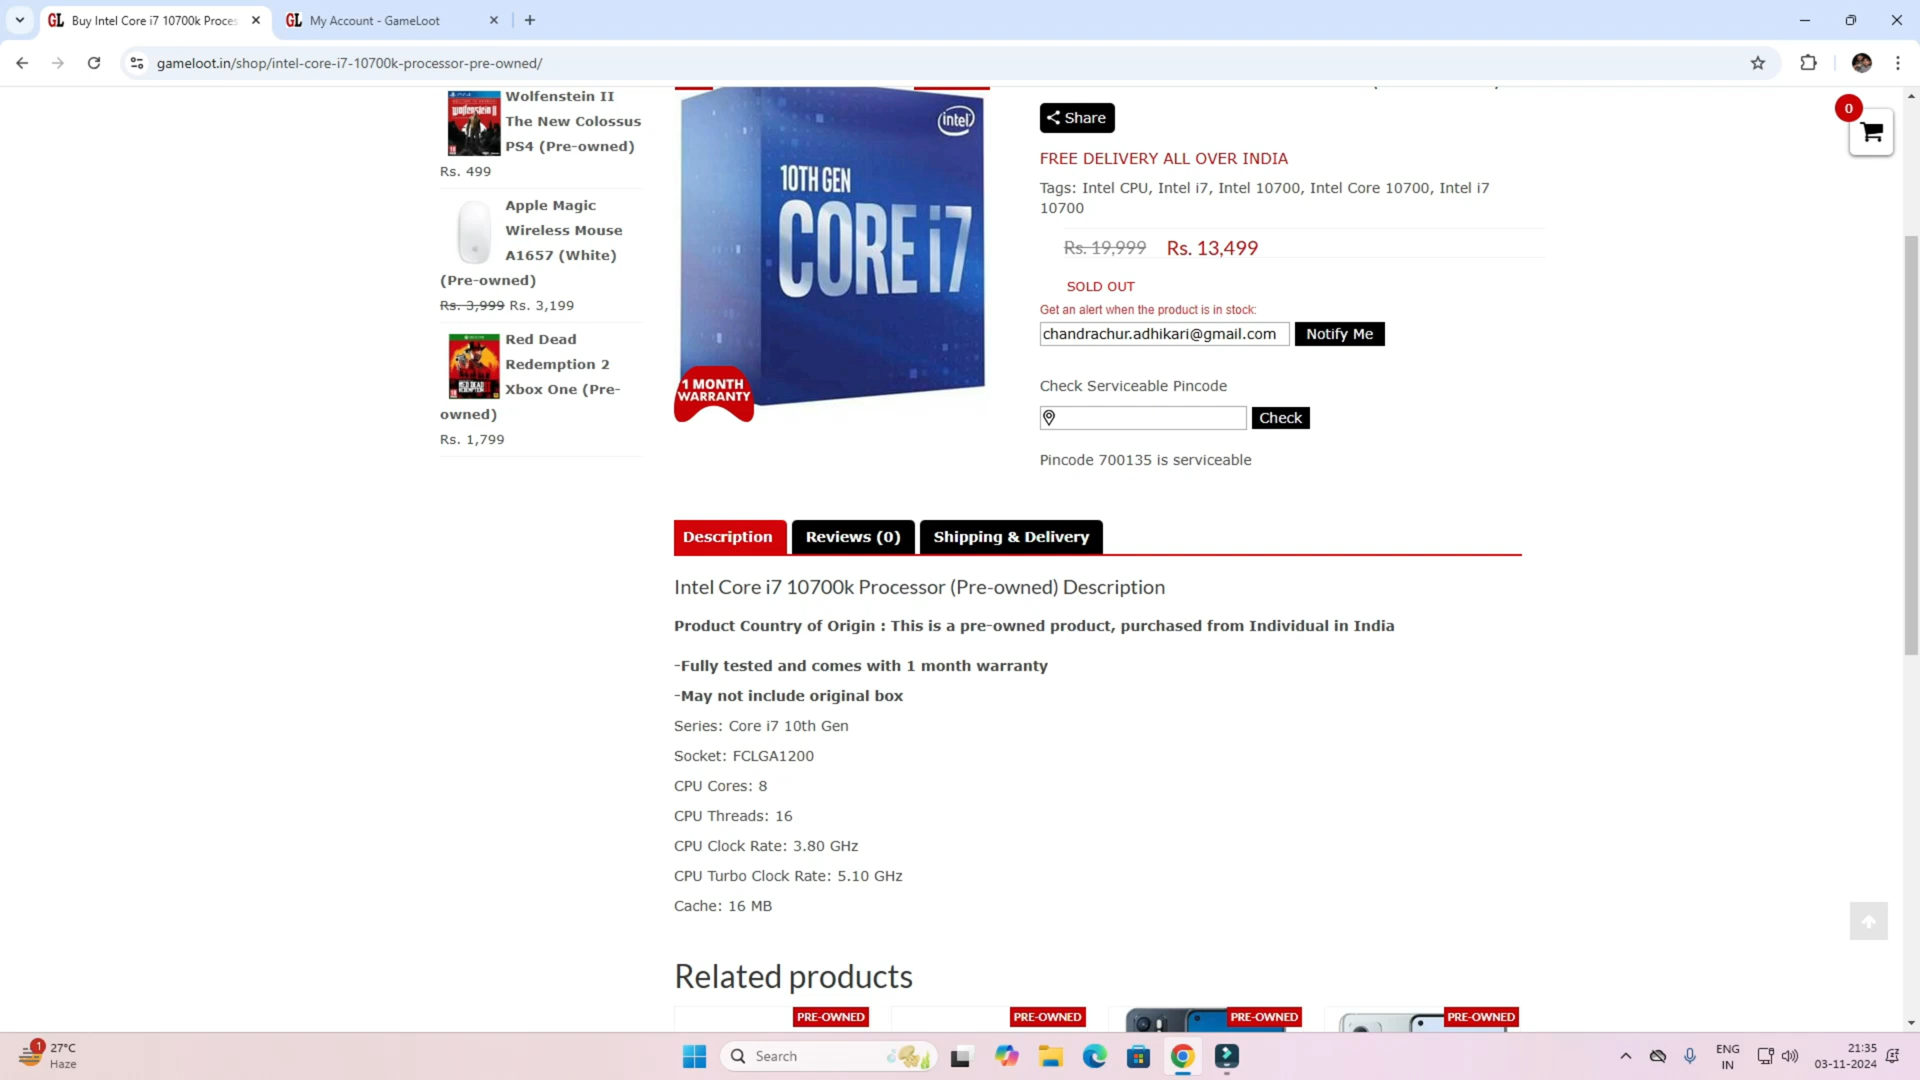 Buy Intel Core i7 10700k Proces
My Account - GameLoot
gameloot.in/shop/intel-core-i7-10700k-processor-pre-owned/
Wolfenstein II
The New Colossus
PS4 (Pre-owned)
Rs. 499
Apple Magic
Wireless Mouse
A1657 (White)
(Pre-owned)
Rs. 3,999 Rs. 3,199
Red Dead
Redemption 2
Xbox One (Pre-
owned)
Rs. 1,799
intel
10TH GEN
CORE i7
1 MONTH
WARRANTY
Share
FREE DELIVERY ALL OVER INDIA
Tags: Intel CPU, Intel i7, Intel 10700, Intel Core 10700, Intel i7
10700
Rs. 19,999 Rs. 13,499
SOLD OUT
Get an alert when the product is in stock:
chandrachur.adhikari@gmail.com Notify Me
Check Serviceable Pincode
Check
Pincode 700135 is serviceable
0
Description Reviews (0) Shipping & Delivery
Intel Core i7 10700k Processor (Pre-owned) Description
Product Country of Origin : This is a pre-owned product, purchased from Individual in India
-Fully tested and comes with 1 month warranty
-May not include original box
Series: Core i7 10th Gen
Socket: FCLGA1200
CPU Cores: 8
CPU Threads: 16
CPU Clock Rate: 3.80 GHz
CPU Turbo Clock Rate: 5.10 GHz
Cache: 16 MB
Related products
PRE-OWNED PRE-OWNED PRE-OWNED PRE-OWNED
1
27°C
Haze
Search
ENG
IN
21:35
03-11-2024